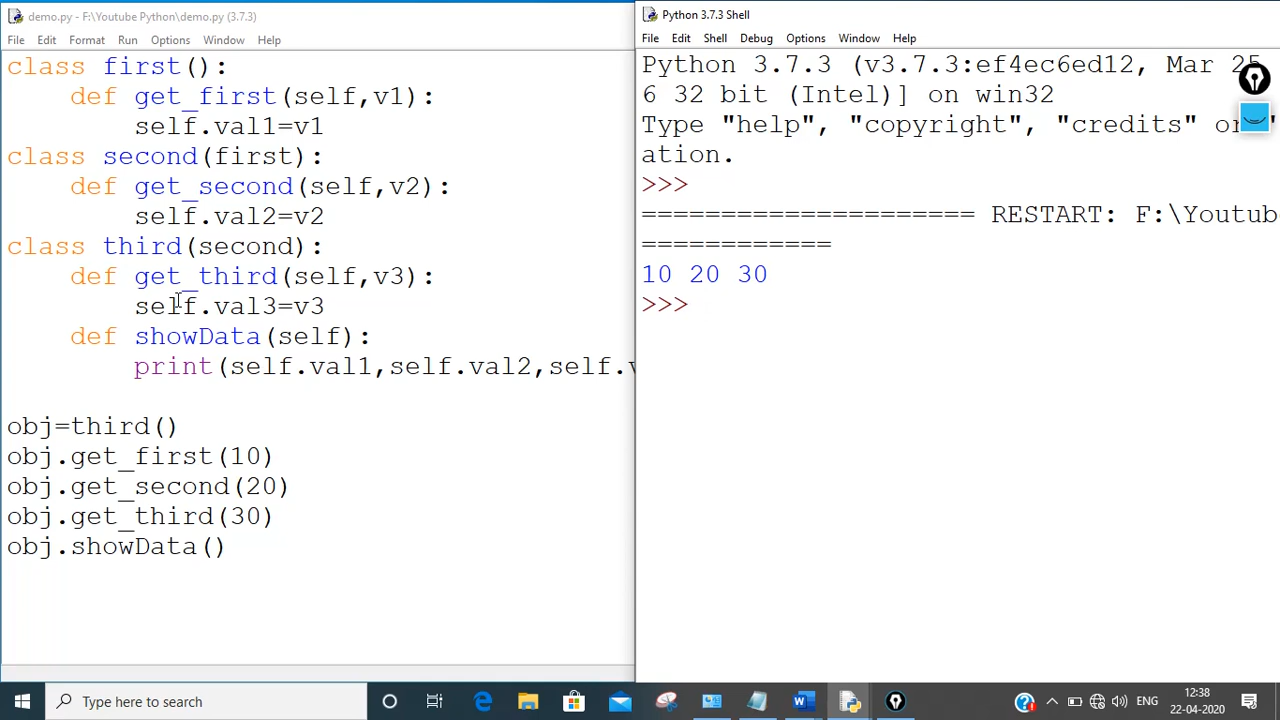 demo.py - F:\Youtube Python\demo.py (3.7.3)
File Edit Format Run Options Window Help
class first():
    def get_first(self,v1):
        self.val1=v1
class second(first):
    def get_second(self,v2):
        self.val2=v2
class third(second):
    def get_third(self,v3):
        self.val3=v3
    def showData(self):
        print(self.val1,self.val2,self.v
obj=third()
obj.get_first(10)
obj.get_second(20)
obj.get_third(30)
obj.showData()
Python 3.7.3 Shell
File Edit Shell Debug Options Window Help
Python 3.7.3 (v3.7.3:ef4ec6ed12, Mar 25
6 32 bit (Intel)] on win32
Type "help", "copyright", "credits" or
ation.
>>>
===================== RESTART: F:\Youtub
============
10 20 30
>>>
Type here to search
ENG
12:38
22-04-2020